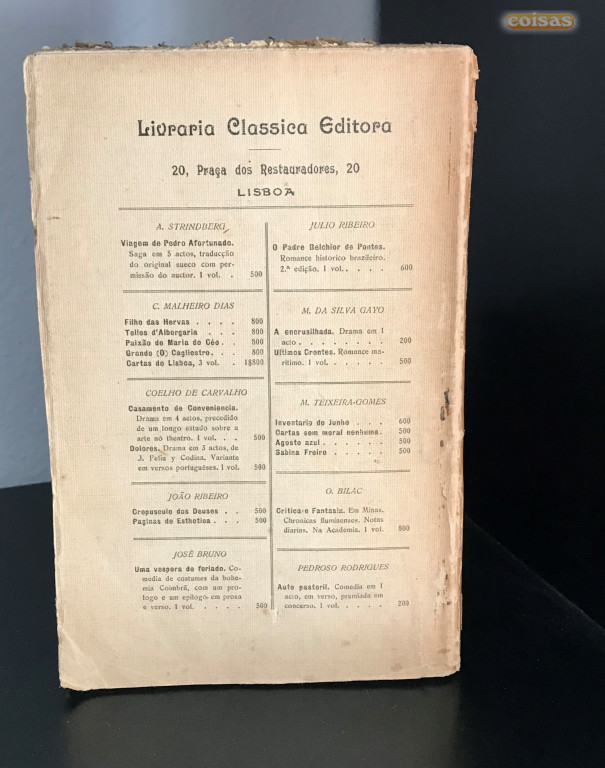 coisas
Livraria Classica Editora
20, Praça dos Restauradores, 20
LISBOA
A. STRINDBERG
Viagem de Pedro Afortunado.
Saga em 5 actos, traducção
do original sueco com per-
missão do auctor. 1 vol. . 500
C. MALHEIRO DIAS
Filho das Hervas . . . . 800
Telles d'Albergaria . . . 800
Paixão de Maria do Céo . . 800
Grande (O) Cagliostro. . . 800
Cartas de Lisboa, 3 vol. . 1$800
COELHO DE CARVALHO
Casamento de Conveniencia.
Drama em 4 actos, precedido
de um longo estudo sobre a
arte no theatro. 1 vol. . . 500
Dolores. Drama em 3 actos, de
J. Feliu y Codina. Variante
em versos portuguêses. 1 vol. 500
JOÃO RIBEIRO
Crepusculo dos Deuses . . 500
Paginas de Esthetica . . . 500
JOSÉ BRUNO
Uma vespera de feriado. Co-
media de costumes da bohe-
mia Coimbrã, com um pro-
logo e um epilogo em prosa
e verso. 1 vol. . . . . . 500
JULIO RIBEIRO
O Padre Belchior de Pontes.
Romance historico brazileiro.
2.ª edição. 1 vol. . . . . 600
M. DA SILVA GAYO
A encrusilhada. Drama em 1
acto. . . . . . . . . 200
Ultimos Crentes. Romance ma-
ritimo. 1 vol. . . . . . 500
M. TEIXEIRA-GOMES
Inventario de Junho . . . 600
Cartas sem moral nenhuma. 500
Agosto azul . . . . . . 500
Sabina Freire . . . . . 500
O. BILAC
Critica e Fantasia. Em Minas.
Chronicas fluminenses. Notas
diarias. Na Academia. 1 vol. 800
PEDROSO RODRIGUES
Auto pastoril. Comedia em 1
acto, em verso, premiada em
concurso. 1 vol. . . . . 200